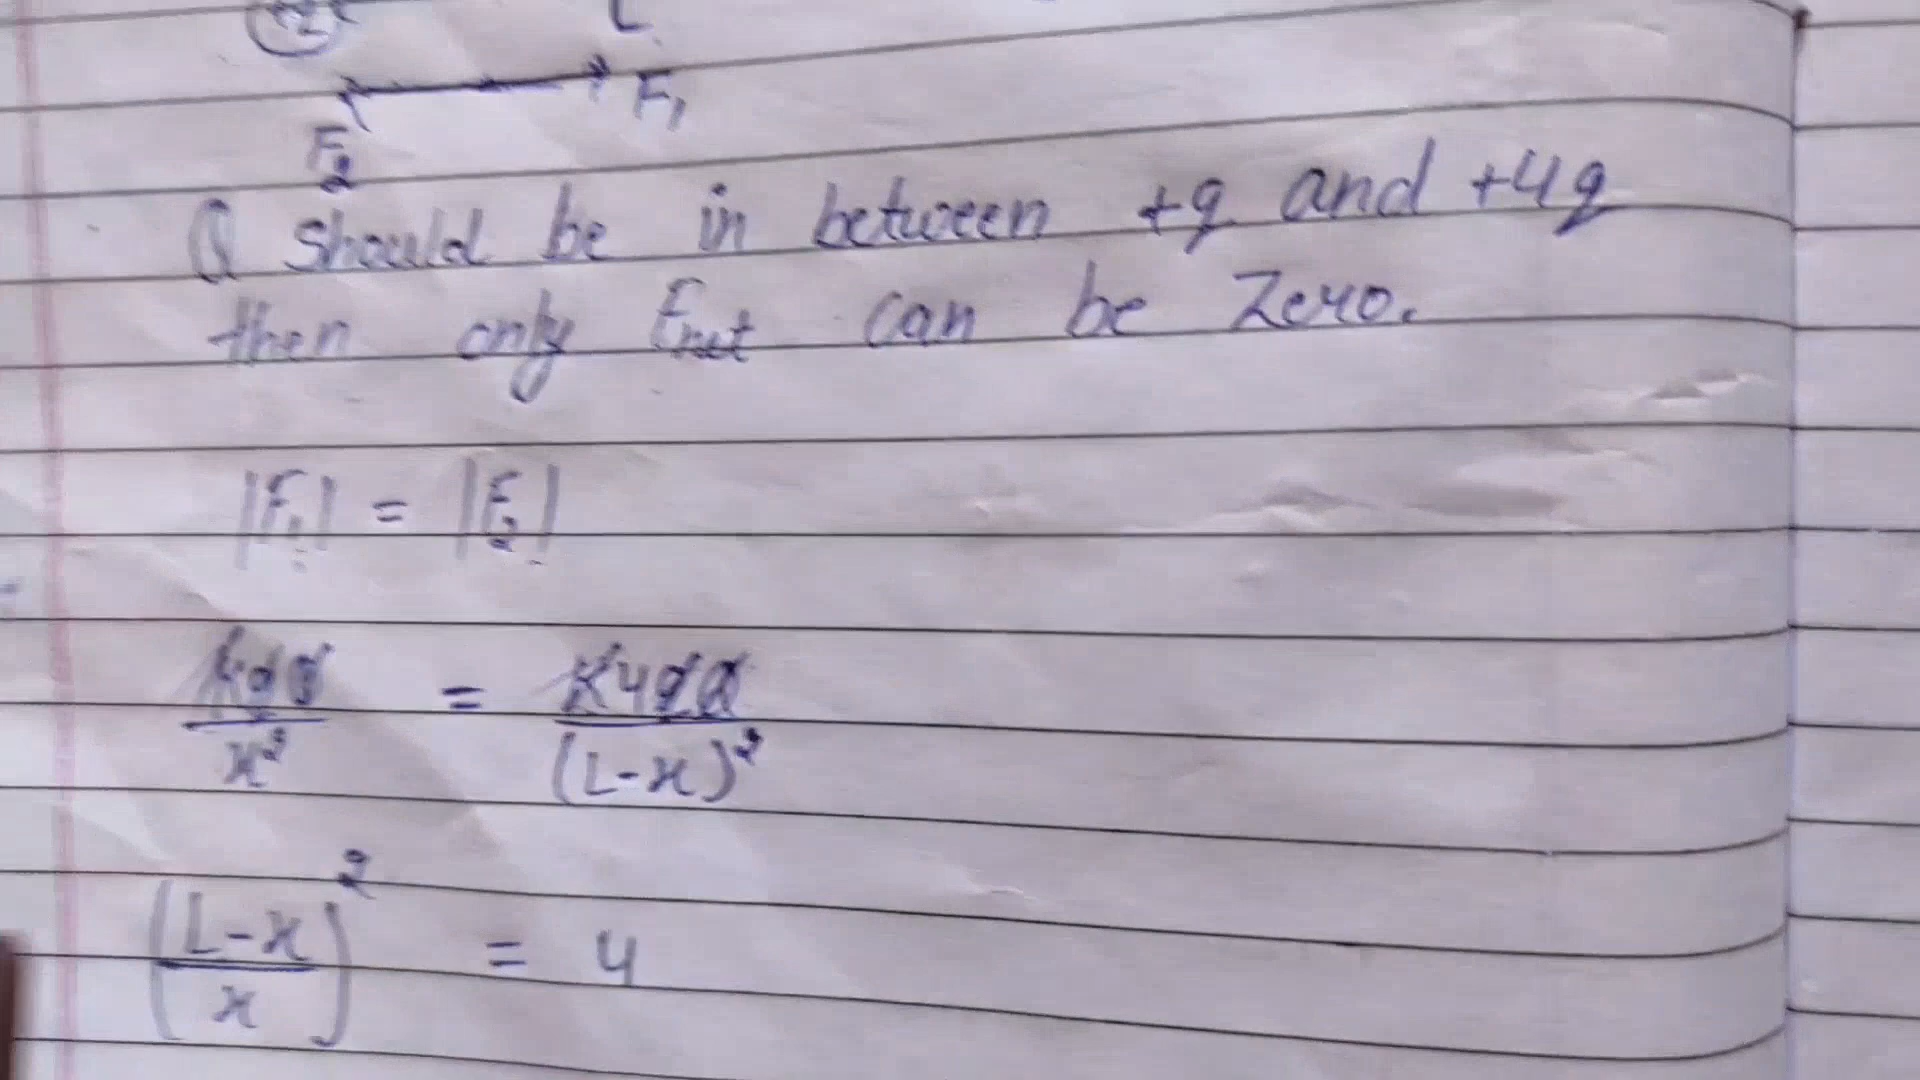 L
F₁
F₂
Q should be in between +q and +4q
then only Fnet can be zero.
|F₁| = |F₂|
KqQ/x² = K4qQ/(L-x)²
((L-x)/x)² = 4